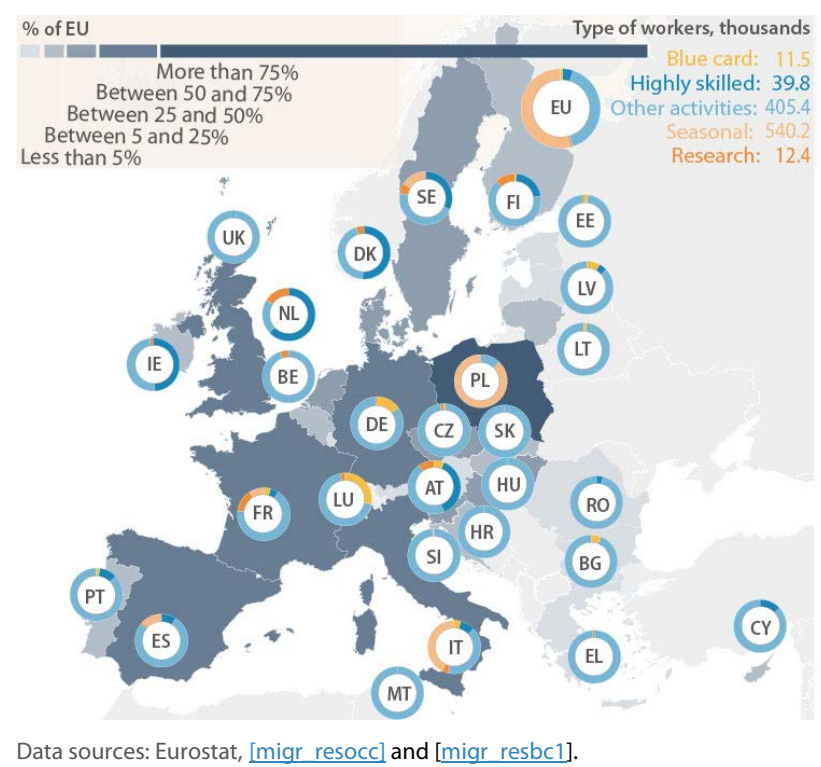 % of EU
Type of workers, thousands
More than 75%
Between 50 and 75%
Between 25 and 50%
Between 5 and 25%
Less than 5%
Blue card: 11.5
Highly skilled: 39.8
Other activities: 405.4
Seasonal: 540.2
Research: 12.4
EU
SE
FI
EE
UK
DK
LV
NL
LT
IE
BE
PL
DE
CZ
SK
LU
AT
HU
FR
RO
HR
SI
BG
PT
ES
IT
CY
EL
MT
Data sources: Eurostat, [migr_resocc] and [migr_resbc1].